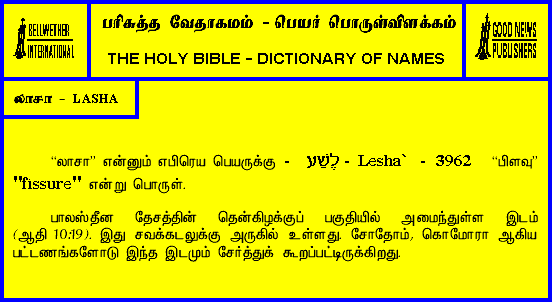 BELLWETHER
INTERNATIONAL
பரிசுத்த வேதாகமம் - பெயர் பொருள்விளக்கம்
THE HOLY BIBLE - DICTIONARY OF NAMES
GOOD NEWS
PUBLISHERS
லாசா - LASHA
“லாசா” என்னும் எபிரெய பெயருக்கு - לֶשַׁע - Lesha` - 3962 “பிளவு”
"fissure" என்று பொருள்.
பாலஸ்தீன தேசத்தின் தென்கிழக்குப் பகுதியில் அமைந்துள்ள இடம்
(ஆதி 10:19). இது சவக்கடலுக்கு அருகில் உள்ளது. சோதோம், கொமோரா ஆகிய
பட்டணங்களோடு இந்த இடமும் சேர்த்துக் கூறப்பட்டிருக்கிறது.